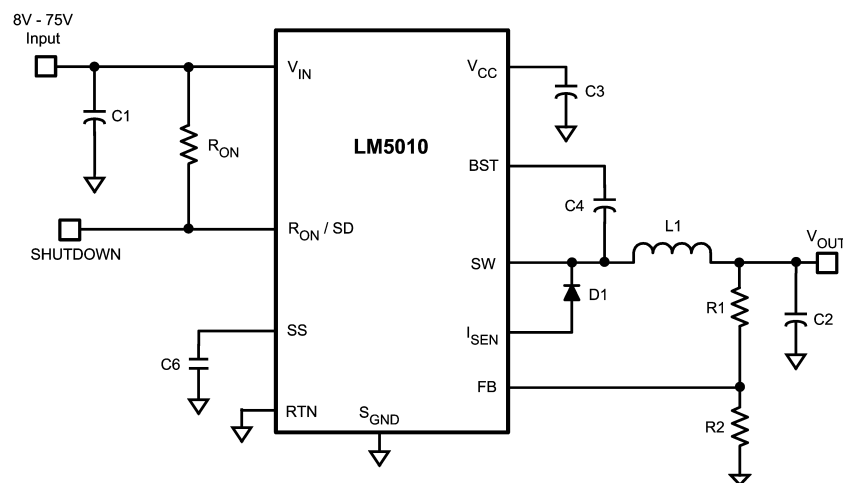 8V - 75V
Input
VIN
VCC
C1
C3
RON
LM5010
BST
C4
RON / SD
SHUTDOWN
SW
L1
VOUT
D1
R1
C2
SS
ISEN
C6
FB
RTN
SGND
R2